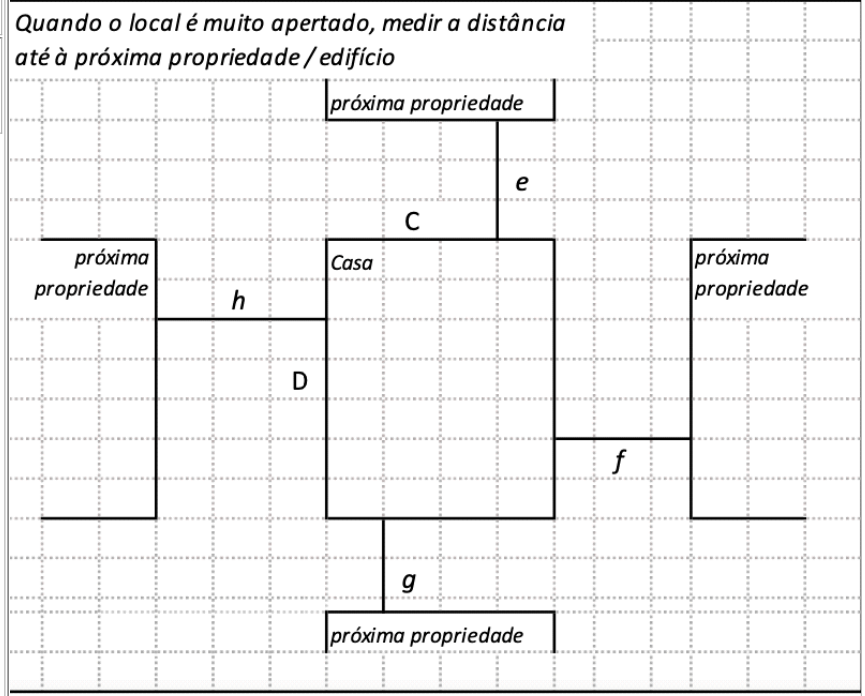 Quando o local é muito apertado, medir a distância
até à próxima propriedade / edifício
próxima propriedade
e
C
próxima
propriedade
Casa
próxima
propriedade
h
D
f
g
próxima propriedade